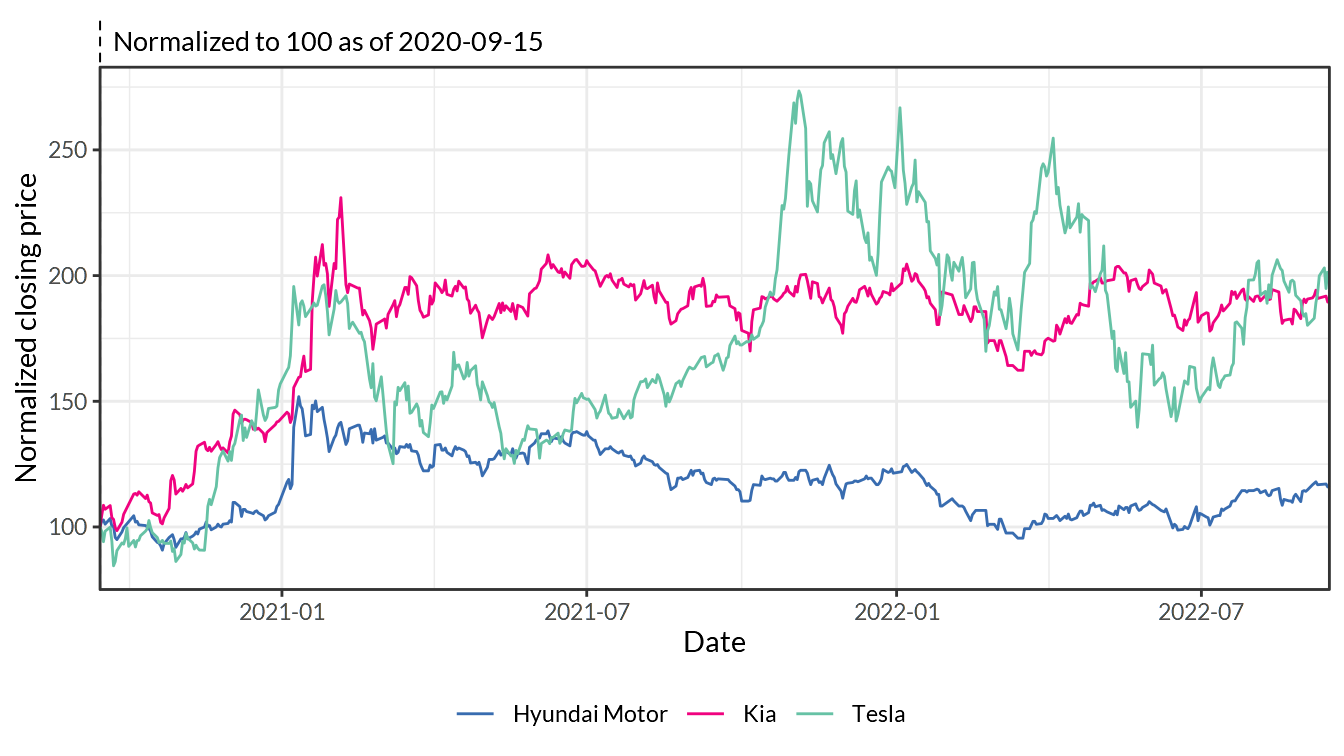 Normalized to 100 as of 2020-09-15
Normalized closing price
250
200
150
100
2021-01
2021-07
2022-01
2022-07
Date
Hyundai Motor
Kia
Tesla